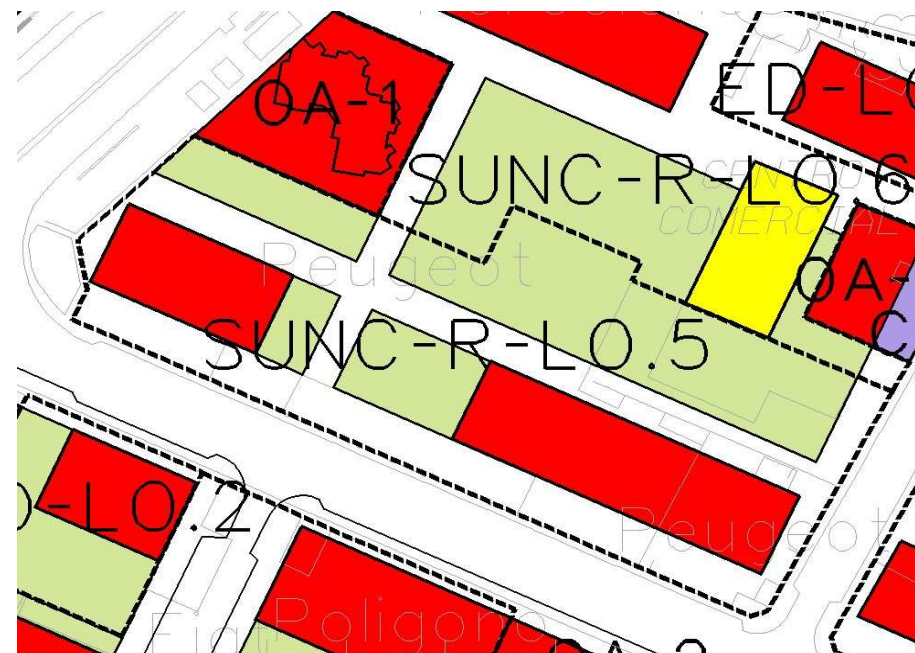 OA-1
ED-LO
SUNC-R-LO.6
CENTRO
COMERCIAL
Peugeot
OA-
C
SUNC-R-LO.5
D-LO.2
Peugeot
Poligono
OA-2